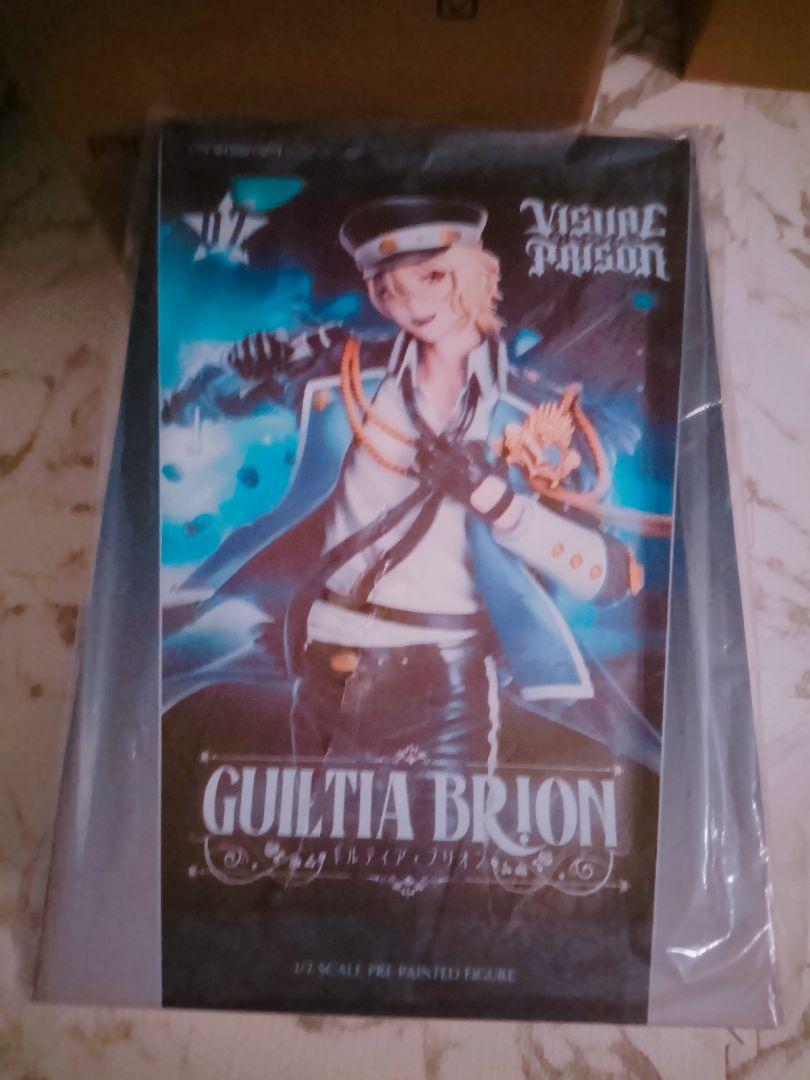 07
VISUAL
PRISON
GUILTIA BRION
ギルティア・ブリオン
1/7 SCALE PRE-PAINTED FIGURE